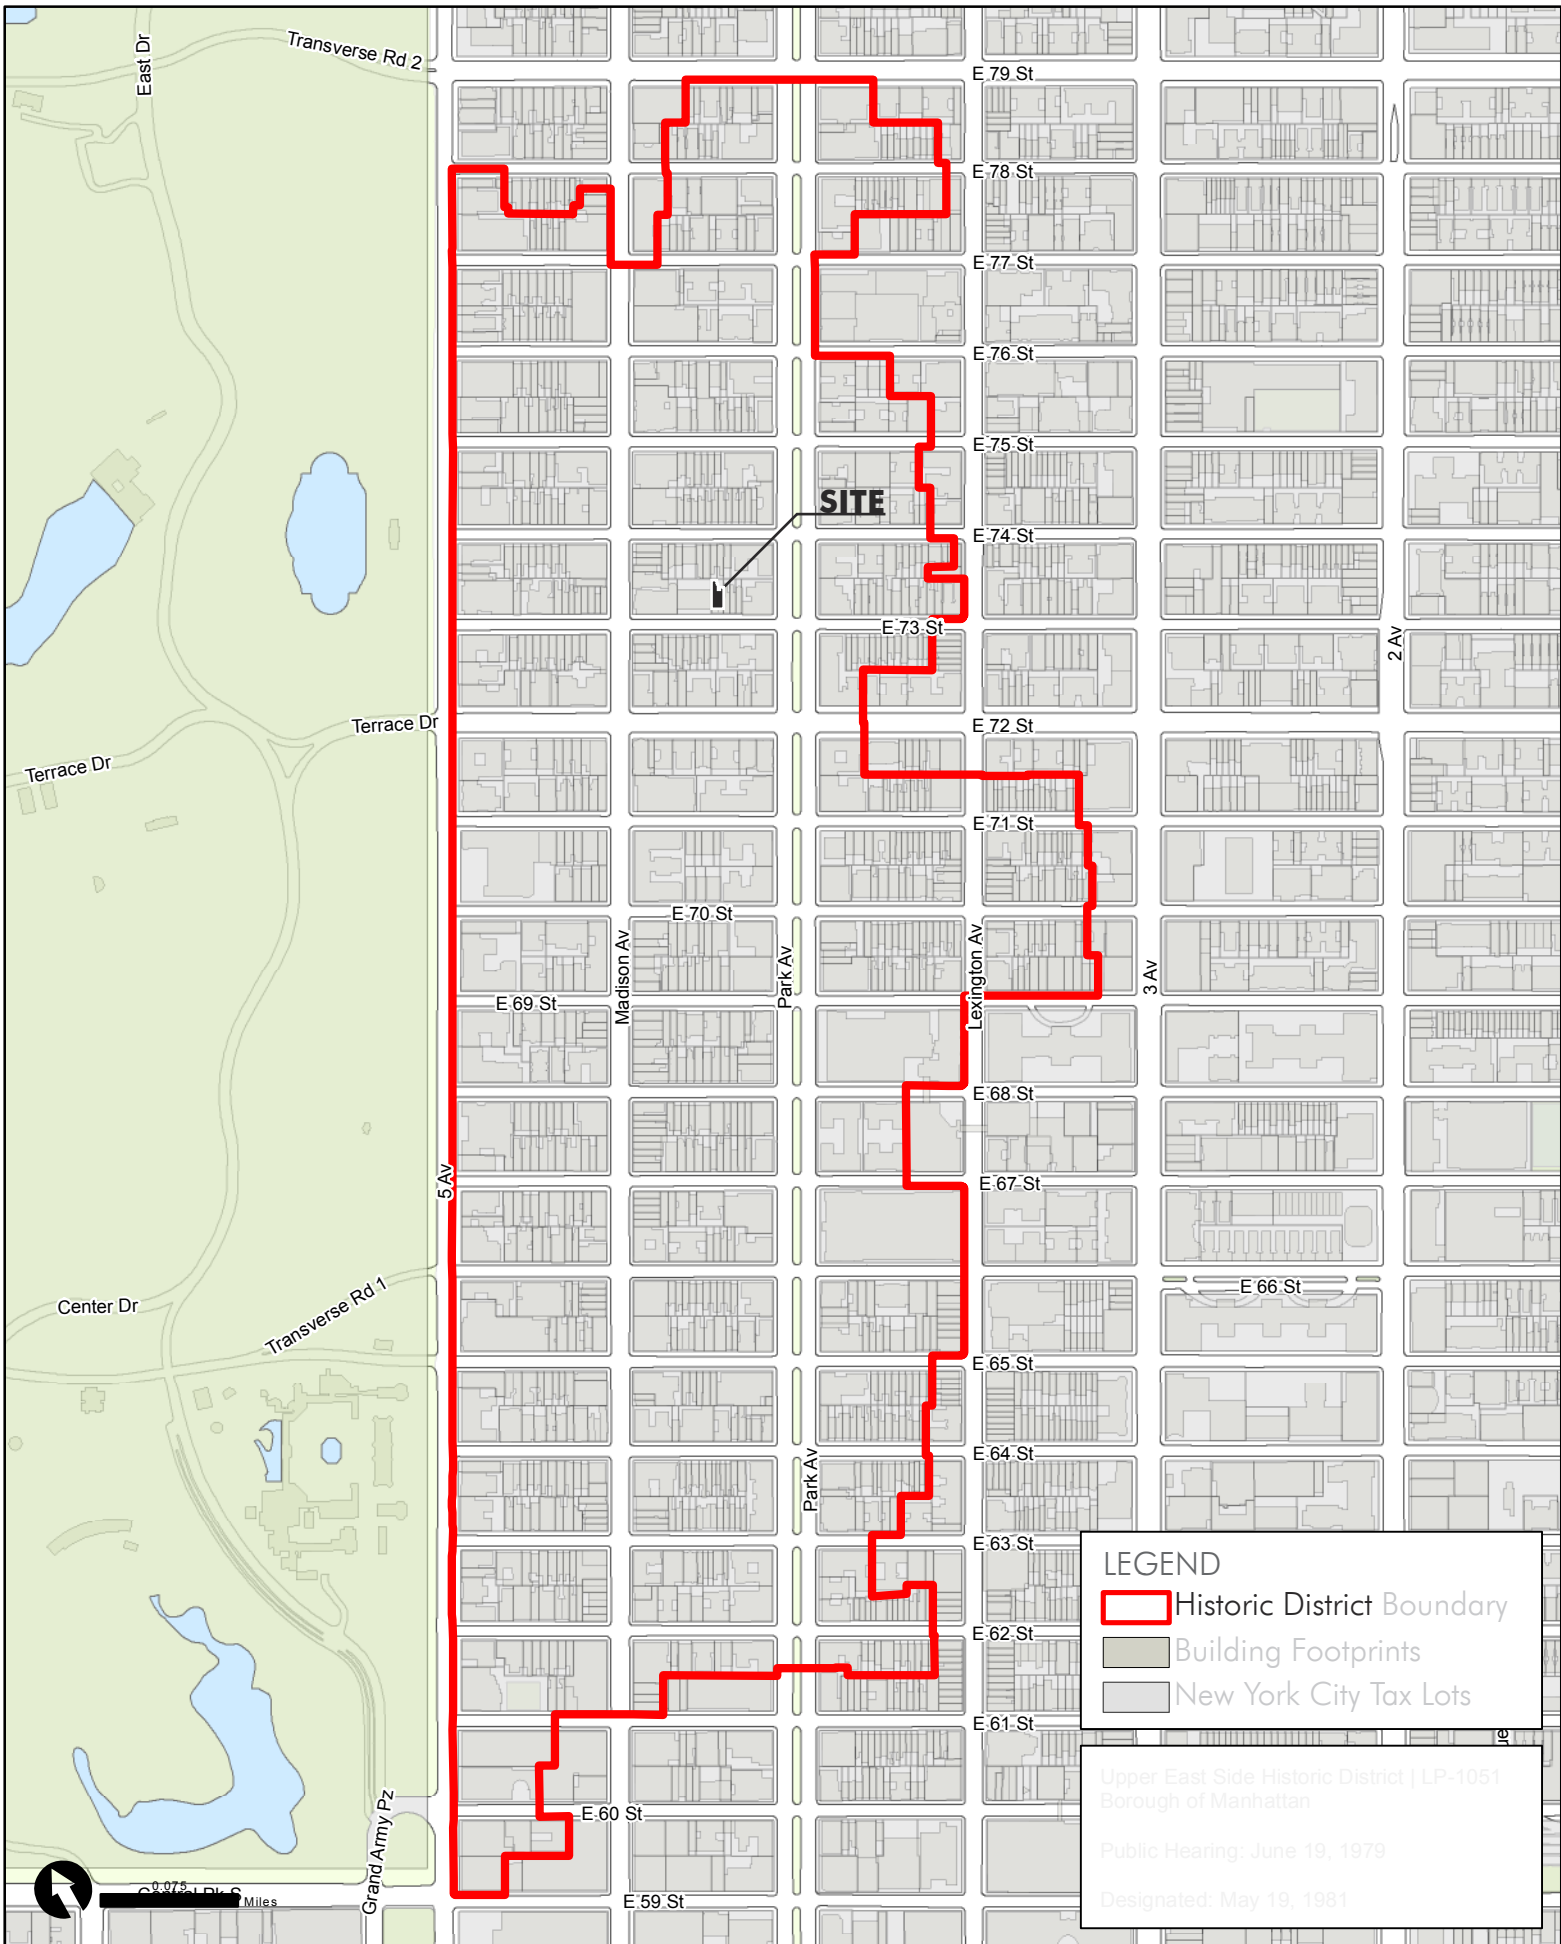 Transverse Rd 2
East Dr
E 79 St
E 78 St
E 77 St
E 76 St
E 75 St
SITE
E 74 St
E 73 St
2 Av
Terrace Dr
E 72 St
Terrace Dr
E 71 St
E 70 St
Madison Av
Park Av
Lexington Av
3 Av
E 69 St
E 68 St
5 Av
E 67 St
E 66 St
Center Dr
Transverse Rd 1
E 65 St
E 64 St
Park Av
E 63 St
LEGEND
Historic District Boundary
Building Footprints
New York City Tax Lots
E 62 St
E 61 St
ue
Upper East Side Historic District | LP-1051
Borough of Manhattan
Public Hearing: June 19, 1979
Designated: May 19, 1981
E 60 St
Grand Army Pz
0.075
Miles
Central Pk S
E 59 St